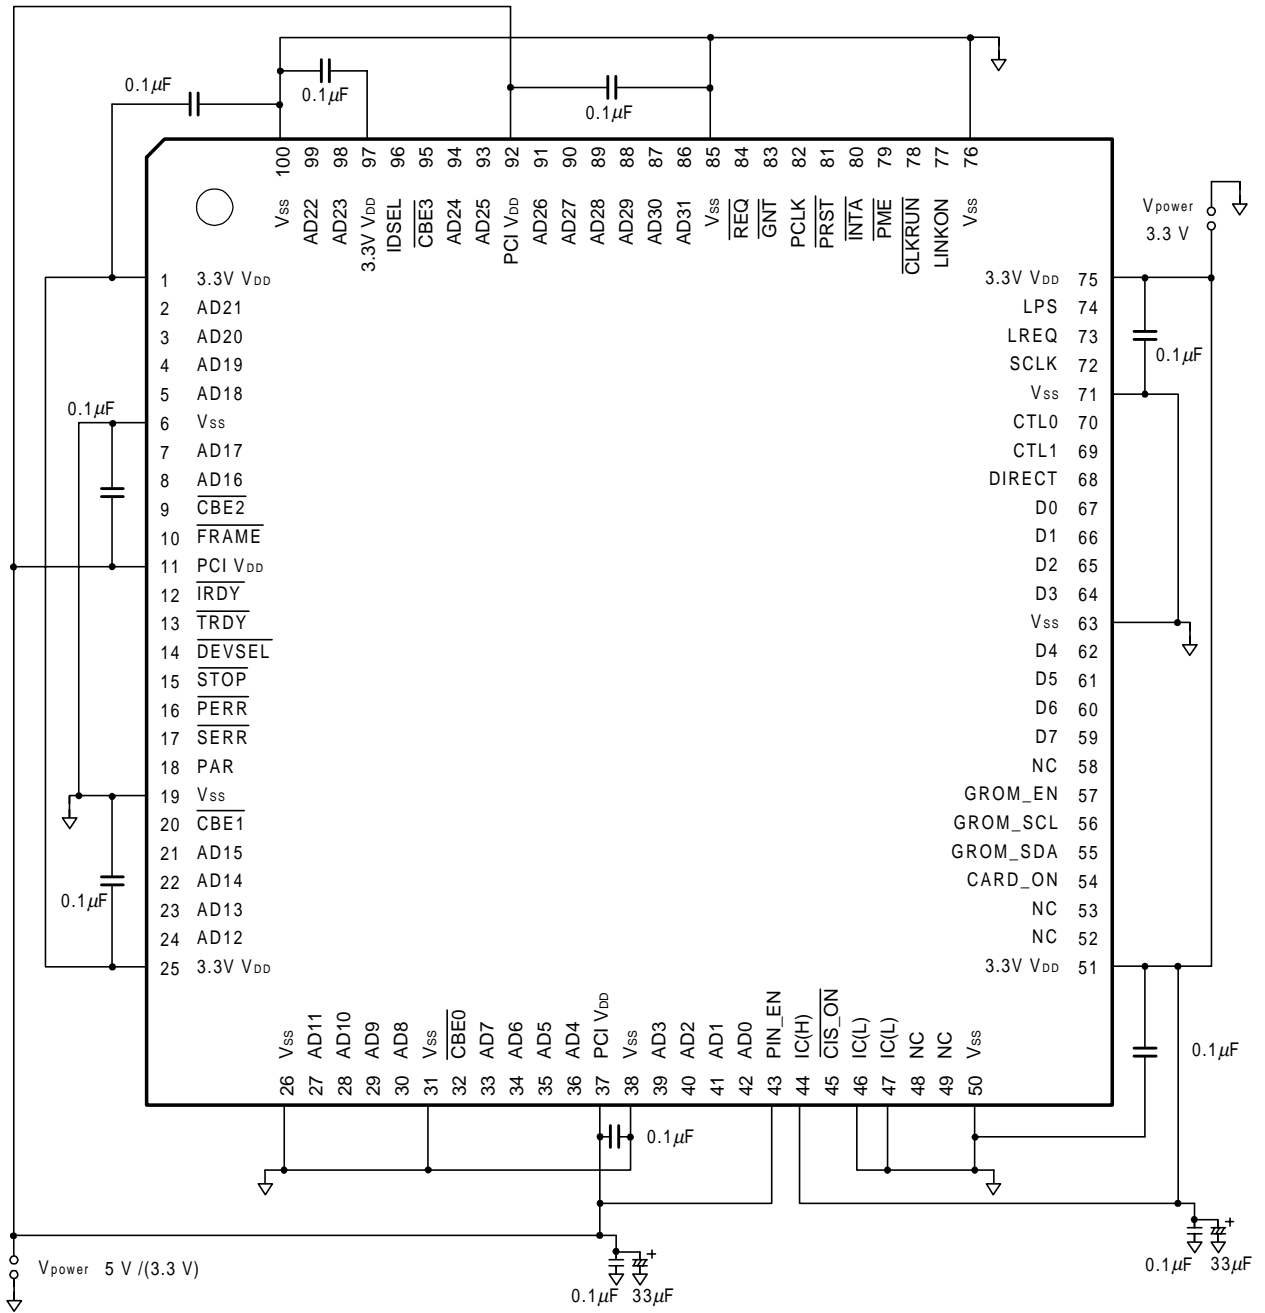 0.1µF
0.1µF
0.1µF
100 99 98 97 96 95 94 93 92 91 90 89 88 87 86 85 84 83 82 81 80 79 78 77 76
Vss AD22 AD23 3.3V VDD IDSEL CBE3 AD24 AD25 PCI VDD AD26 AD27 AD28 AD29 AD30 AD31 Vss REQ GNT PCLK PRST INTA PME CLKRUN LINKON Vss
Vpower
3.3 V
1 3.3V VDD
2 AD21
3 AD20
4 AD19
5 AD18
6 Vss
7 AD17
8 AD16
9 CBE2
10 FRAME
11 PCI VDD
12 IRDY
13 TRDY
14 DEVSEL
15 STOP
16 PERR
17 SERR
18 PAR
19 Vss
20 CBE1
21 AD15
22 AD14
23 AD13
24 AD12
25 3.3V VDD
0.1µF
0.1µF
3.3V VDD 75
LPS 74
LREQ 73
SCLK 72
Vss 71
CTL0 70
CTL1 69
DIRECT 68
D0 67
D1 66
D2 65
D3 64
Vss 63
D4 62
D5 61
D6 60
D7 59
NC 58
GROM_EN 57
GROM_SCL 56
GROM_SDA 55
CARD_ON 54
NC 53
NC 52
3.3V VDD 51
0.1µF
0.1µF
Vss AD11 AD10 AD9 AD8 Vss CBE0 AD7 AD6 AD5 AD4 PCI VDD Vss AD3 AD2 AD1 AD0 PIN_EN IC(H) CIS_ON IC(L) IC(L) NC NC Vss
26 27 28 29 30 31 32 33 34 35 36 37 38 39 40 41 42 43 44 45 46 47 48 49 50
0.1µF
+
+
Vpower 5 V /(3.3 V)
0.1µF 33µF
0.1µF 33µF